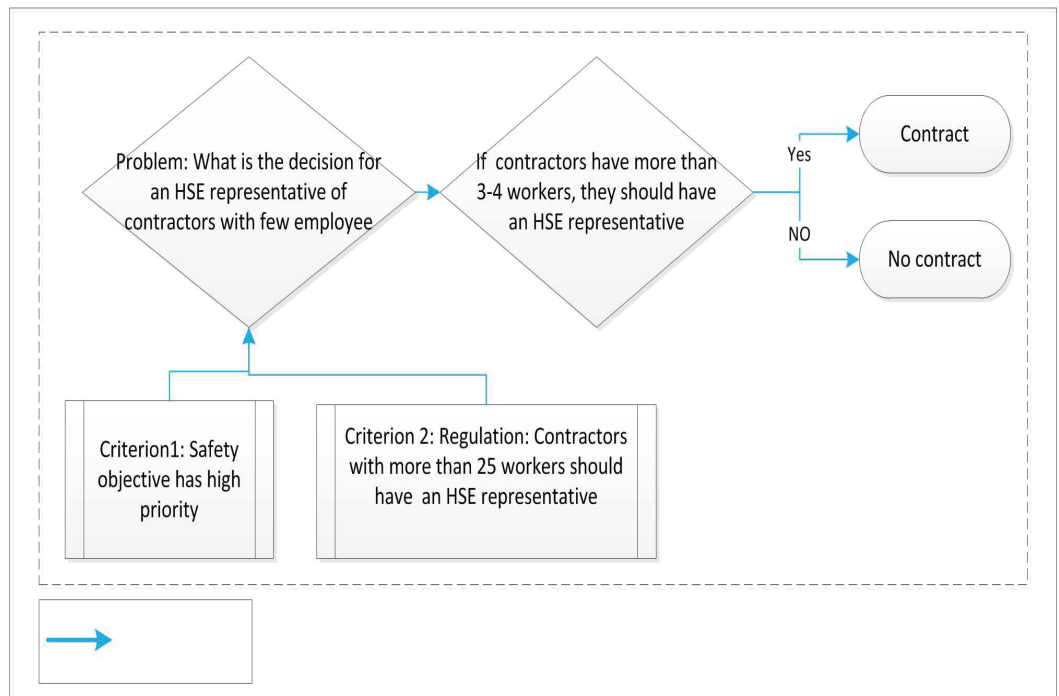 Problem: What is the decision for
an HSE representative of
contractors with few employee
If contractors have more than
3-4 workers, they should have
an HSE representative
Yes
NO
Contract
No contract
Criterion1: Safety
objective has high
priority
Criterion 2: Regulation: Contractors
with more than 25 workers should
have an HSE representative